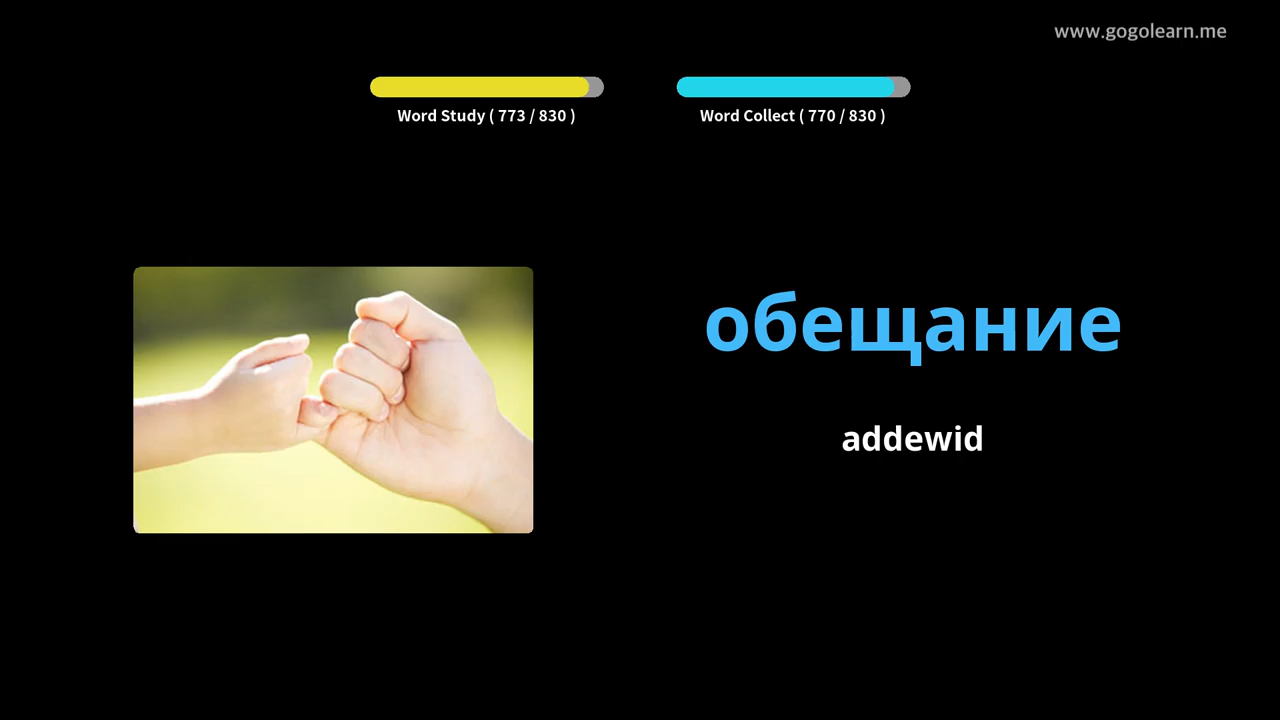 www.gogolearn.me
Word Study ( 773 / 830 )
Word Collect ( 770 / 830 )
обещание
addewid